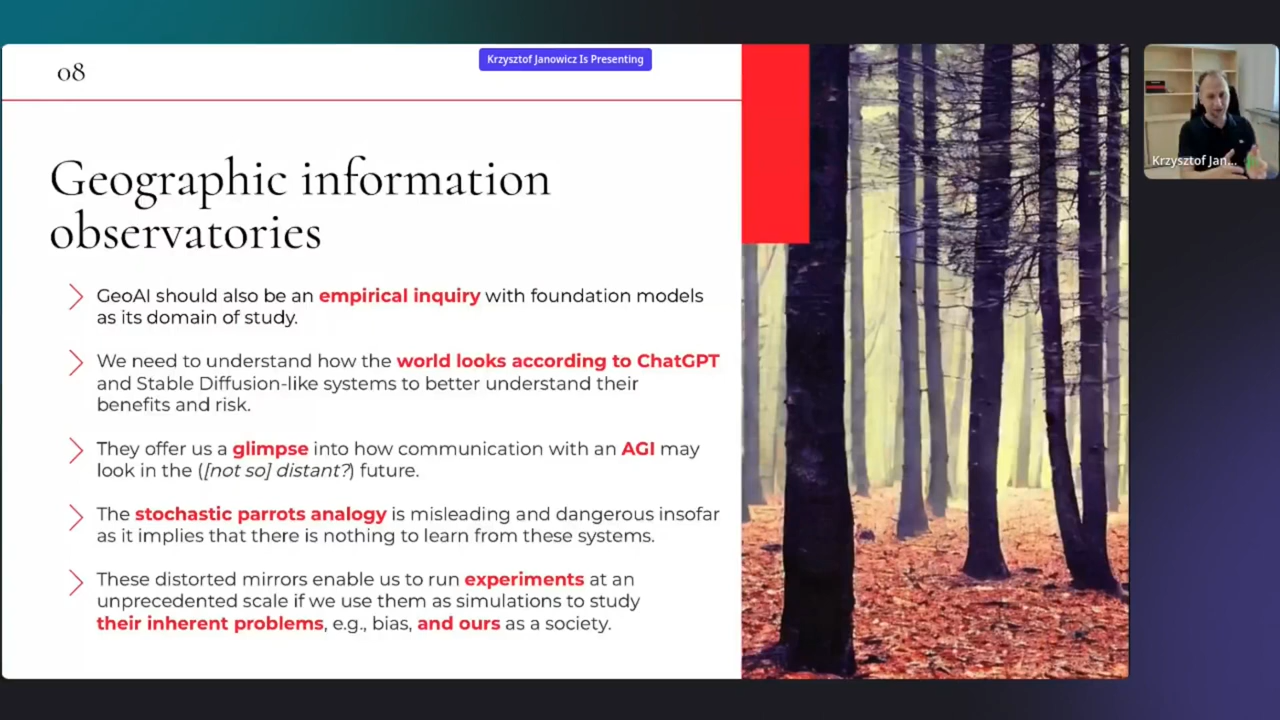 08
Krzysztof Janowicz Is Presenting
Geographic information
observatories
GeoAI should also be an empirical inquiry with foundation models
as its domain of study.
We need to understand how the world looks according to ChatGPT
and Stable Diffusion-like systems to better understand their
benefits and risk.
They offer us a glimpse into how communication with an AGI may
look in the ([not so] distant?) future.
The stochastic parrots analogy is misleading and dangerous insofar
as it implies that there is nothing to learn from these systems.
These distorted mirrors enable us to run experiments at an
unprecedented scale if we use them as simulations to study
their inherent problems, e.g., bias, and ours as a society.
Krzysztof Jan...